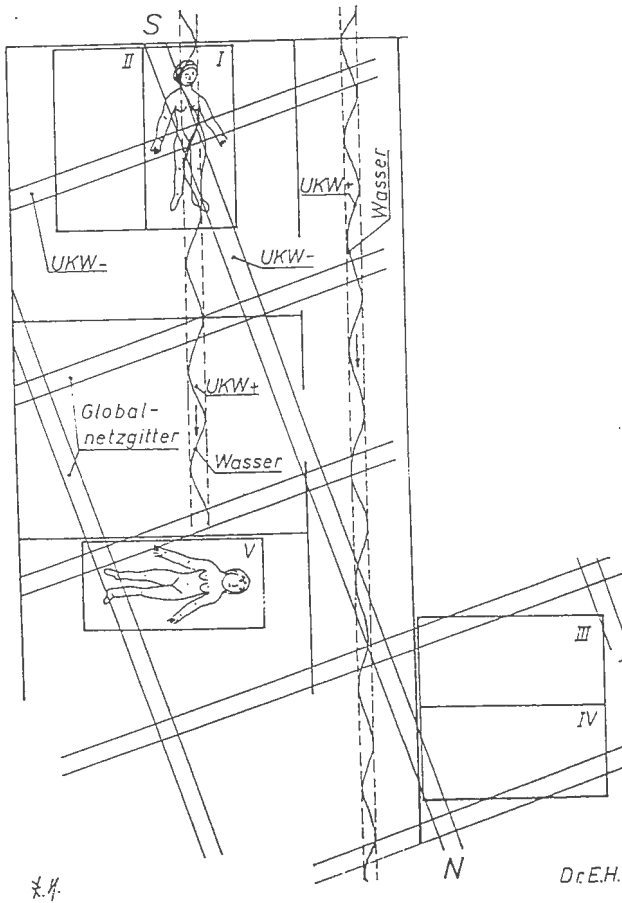 S
II
I
UKW+
Wasser
UKW-
UKW-
UKW+
Global-
netzgitter
Wasser
V
III
IV
N
Dr.E.H.